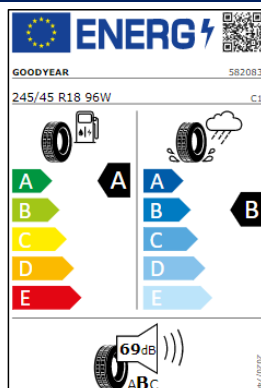 ENERG
GOODYEAR 582083
245/45 R18 96W C1
A A A
B B B
C C
D D
E E
69dB
ABC